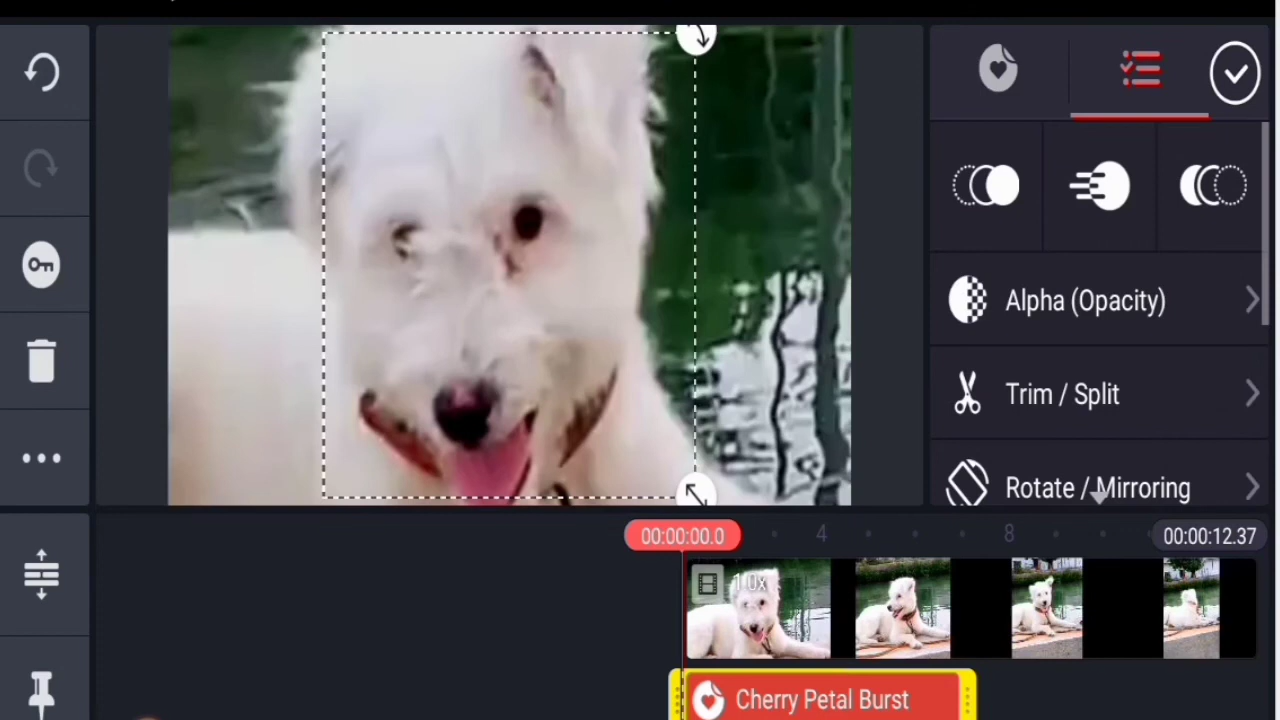 Alpha (Opacity)
Trim / Split
Rotate / Mirroring
00:00:00.0
4
8
00:00:12.37
1.0x
Cherry Petal Burst